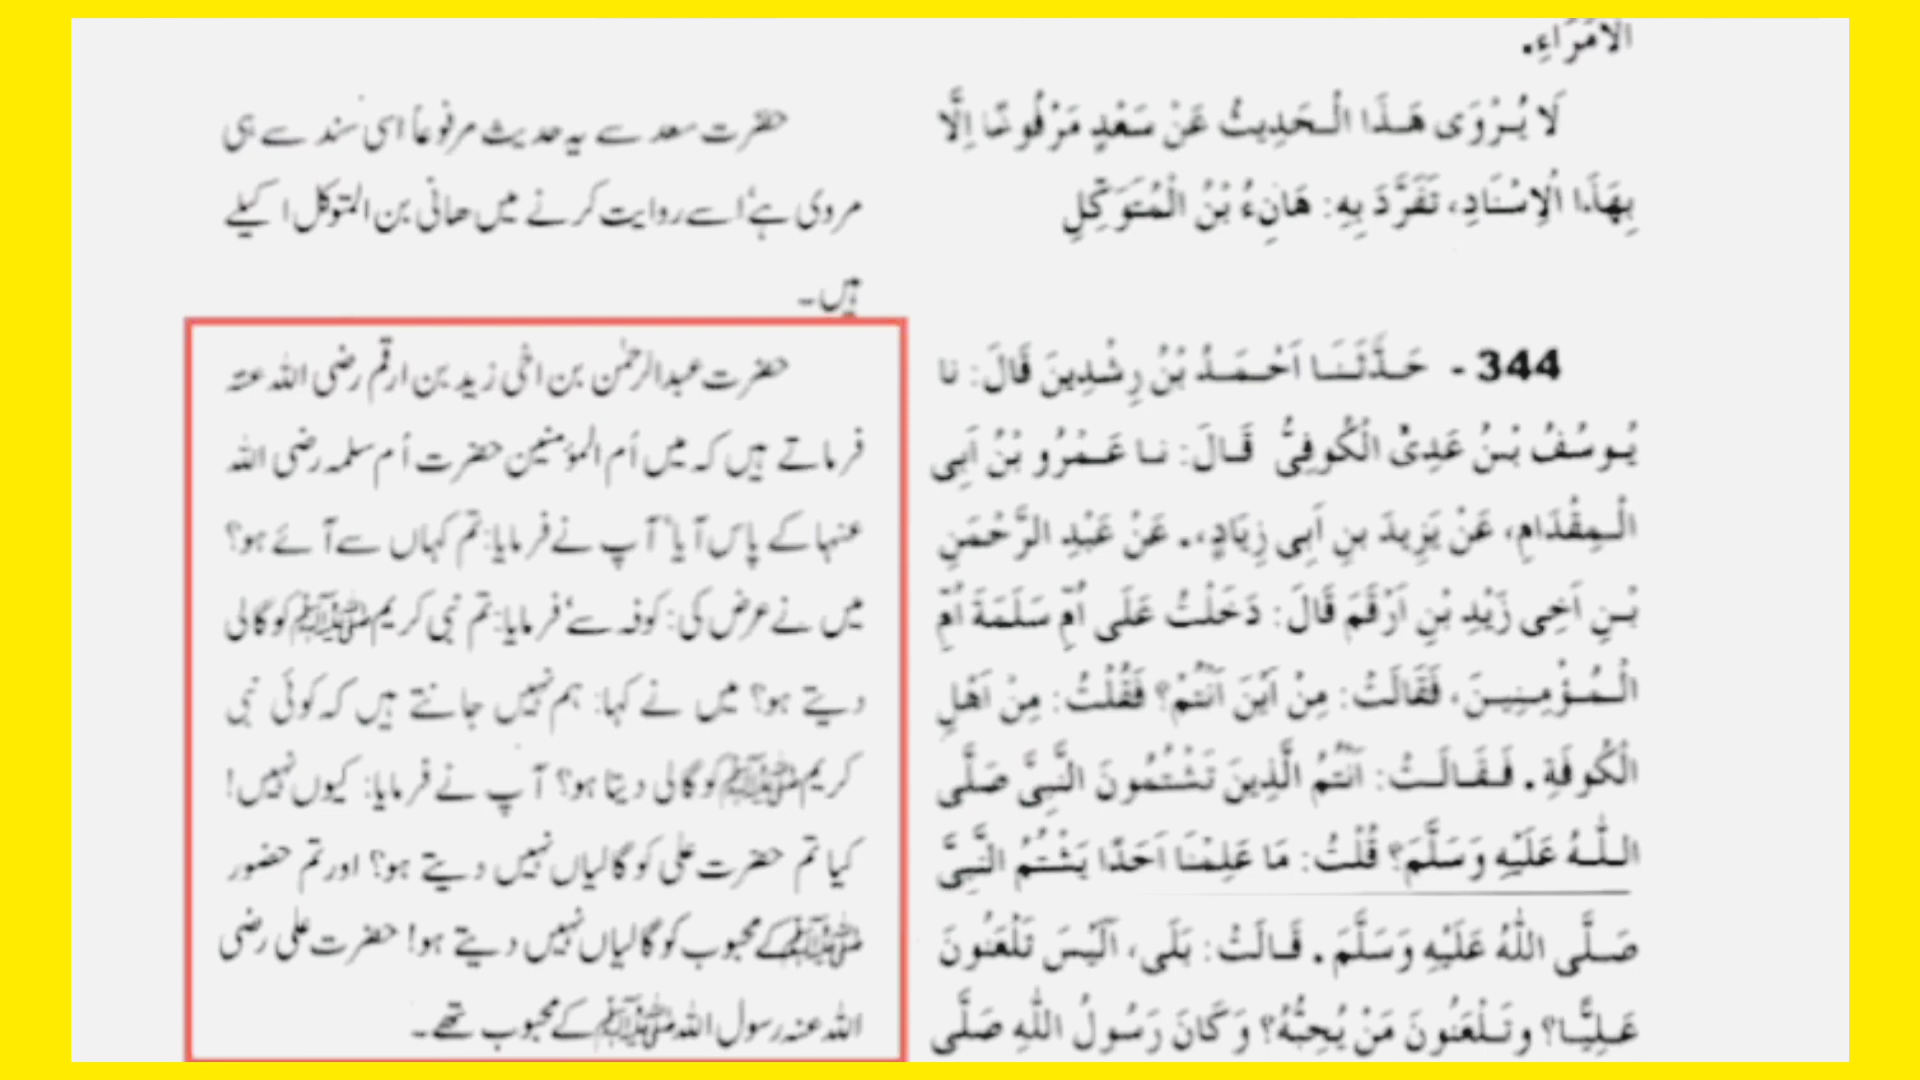 الْأُمَرَاءِ.
لَا يُرْوَى هَذَا الْحَدِيثُ عَنْ سَعْدٍ مَرْفُوعًا اِلَّا
بِهَذَا الْاِسْنَادِ، تَفَرَّدَ بِهِ: هَانِءُ بْنُ الْمُتَوَكِّلِ
344 - حَدَّثَنَا اَحْمَدُ بْنُ رِشْدِينَ قَالَ: نا
يُوسُفُ بْنُ عَدِيٍّ الْكُوفِيُّ قَالَ: نا عَمْرُو بْنُ اَبِي
الْمِقْدَامِ، عَنْ يَزِيدَ بنِ اَبِي زِيَادٍ،. عَنْ عَبْدِ الرَّحْمَنِ
بْنِ اَخِي زَيْدِ بْنِ اَرْقَمَ قَالَ: دَخَلْتُ عَلَى اُمِّ سَلَمَةَ اُمِّ
الْمُؤْمِنِينَ، فَقَالَتْ: مِنْ اَيْنَ اَنْتُمْ؟ فَقُلْتُ: مِنْ اَهْلِ
الْكُوفَةِ. فَقَالَتْ: اَنْتُمُ الَّذِينَ تَشْتُمُونَ النَّبِيَّ صَلَّى
اللّٰهُ عَلَيْهِ وَسَلَّمَ؟ قُلْتُ: مَا عَلِمْنَا اَحَدًا يَشْتُمُ النَّبِيَّ
صَلَّى اللّٰهُ عَلَيْهِ وَسَلَّمَ. قَالَتْ: بَلَى، اَلَيْسَ تَلْعَنُونَ
عَلِيًّا؟ وتَلْعَنُونَ مَنْ يُحِبُّهُ؟ وَكَانَ رَسُولُ اللّٰهِ صَلَّى
حضرت سعد سے یہ حدیث مرفوعاً اسی سند سے ہی
مروی ہے، اسے روایت کرنے میں ھانی بن المتوکل اکیلے
ہیں۔
حضرت عبدالرحمٰن بن اخی زید بن ارقم رضی اللہ عنہ
فرماتے ہیں کہ میں اُم المؤمنین حضرت اُم سلمہ رضی اللہ
عنہا کے پاس آیا، آپ نے فرمایا: تم کہاں سے آئے ہو؟
میں نے عرض کی: کوفہ سے، فرمایا: تم نبی کریم ﷺ کو گالی
دیتے ہو؟ میں نے کہا: ہم نہیں جانتے ہیں کہ کوئی نبی
کریم ﷺ کو گالی دیتا ہو؟ آپ نے فرمایا: کیوں نہیں!
کیا تم حضرت علی کو گالیاں نہیں دیتے ہو؟ اور تم حضور
ﷺ کے محبوب کو گالیاں نہیں دیتے ہو! حضرت علی رضی
اللہ عنہ رسول اللہ ﷺ کے محبوب تھے۔